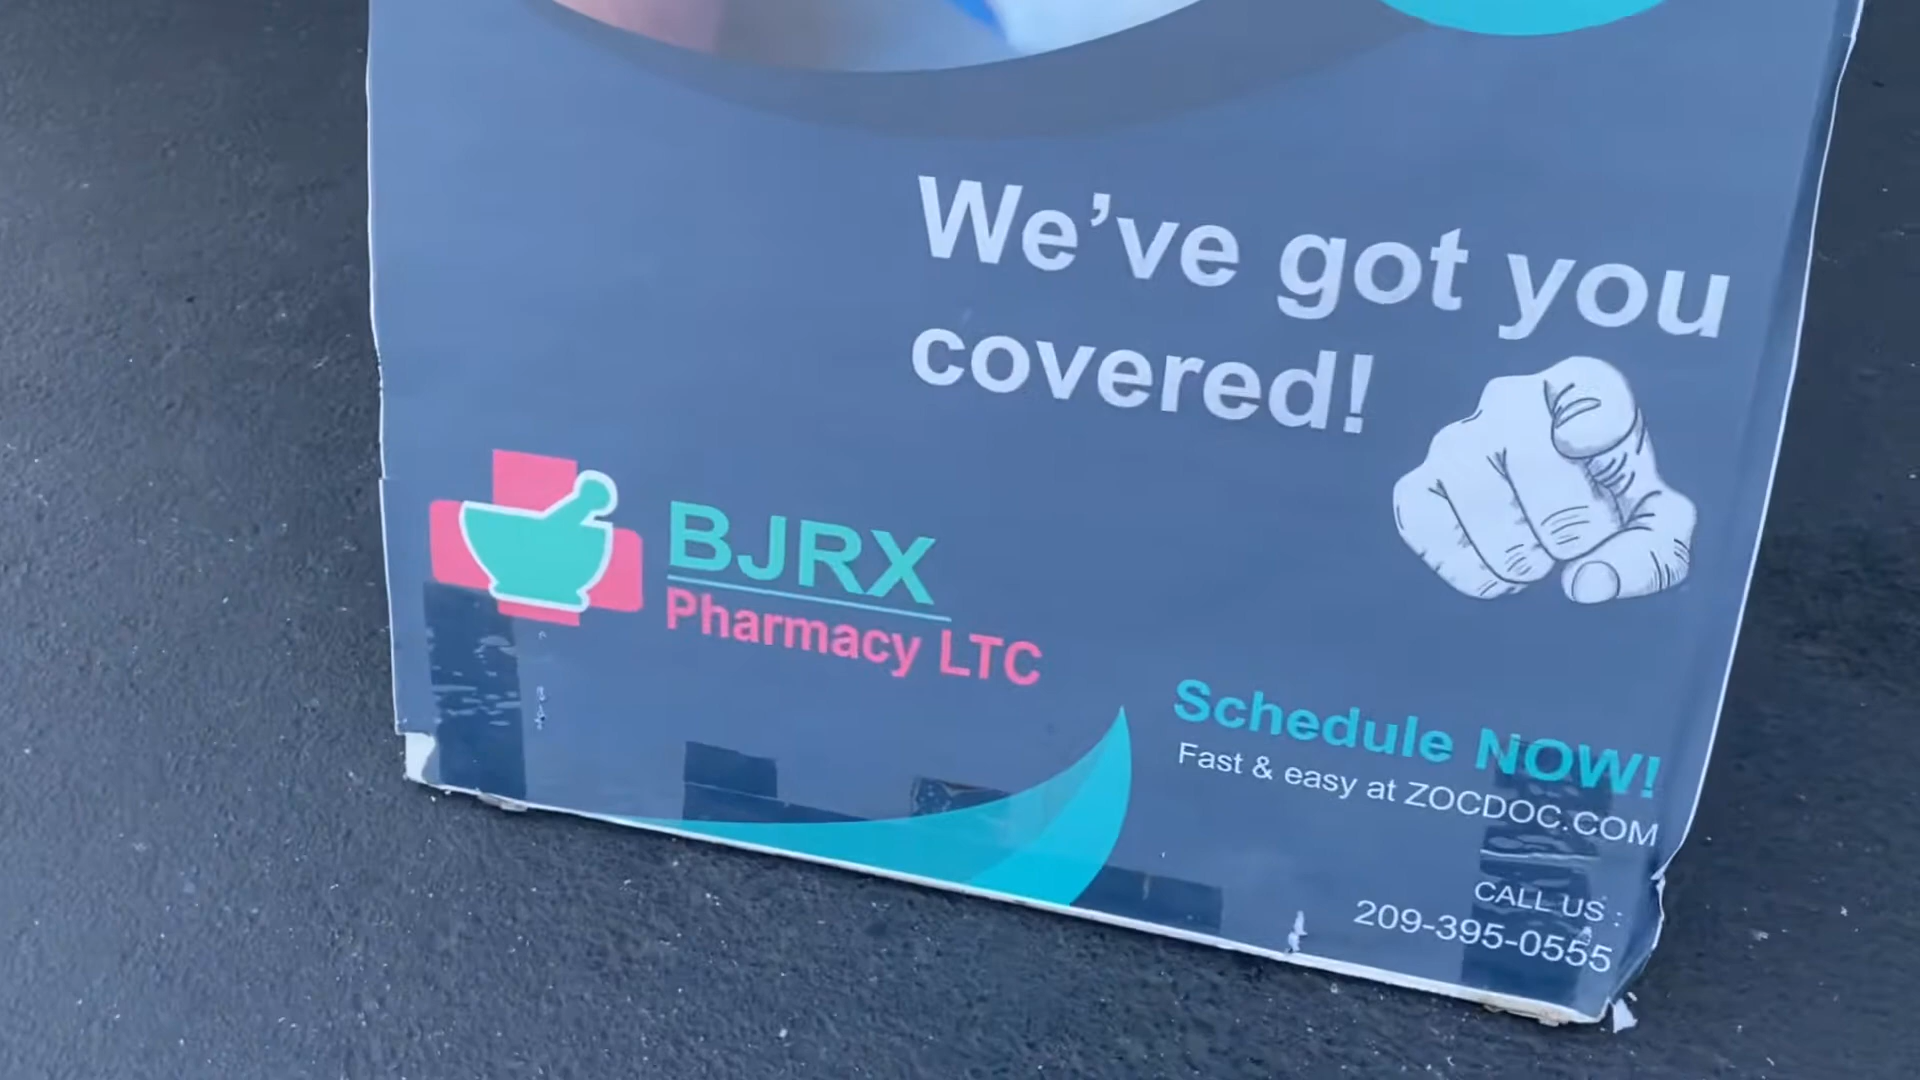 We've got you
covered!
BJRX
Pharmacy LTC
Schedule NOW!
Fast & easy at ZOCDOC.COM
CALL US :
209-395-0555